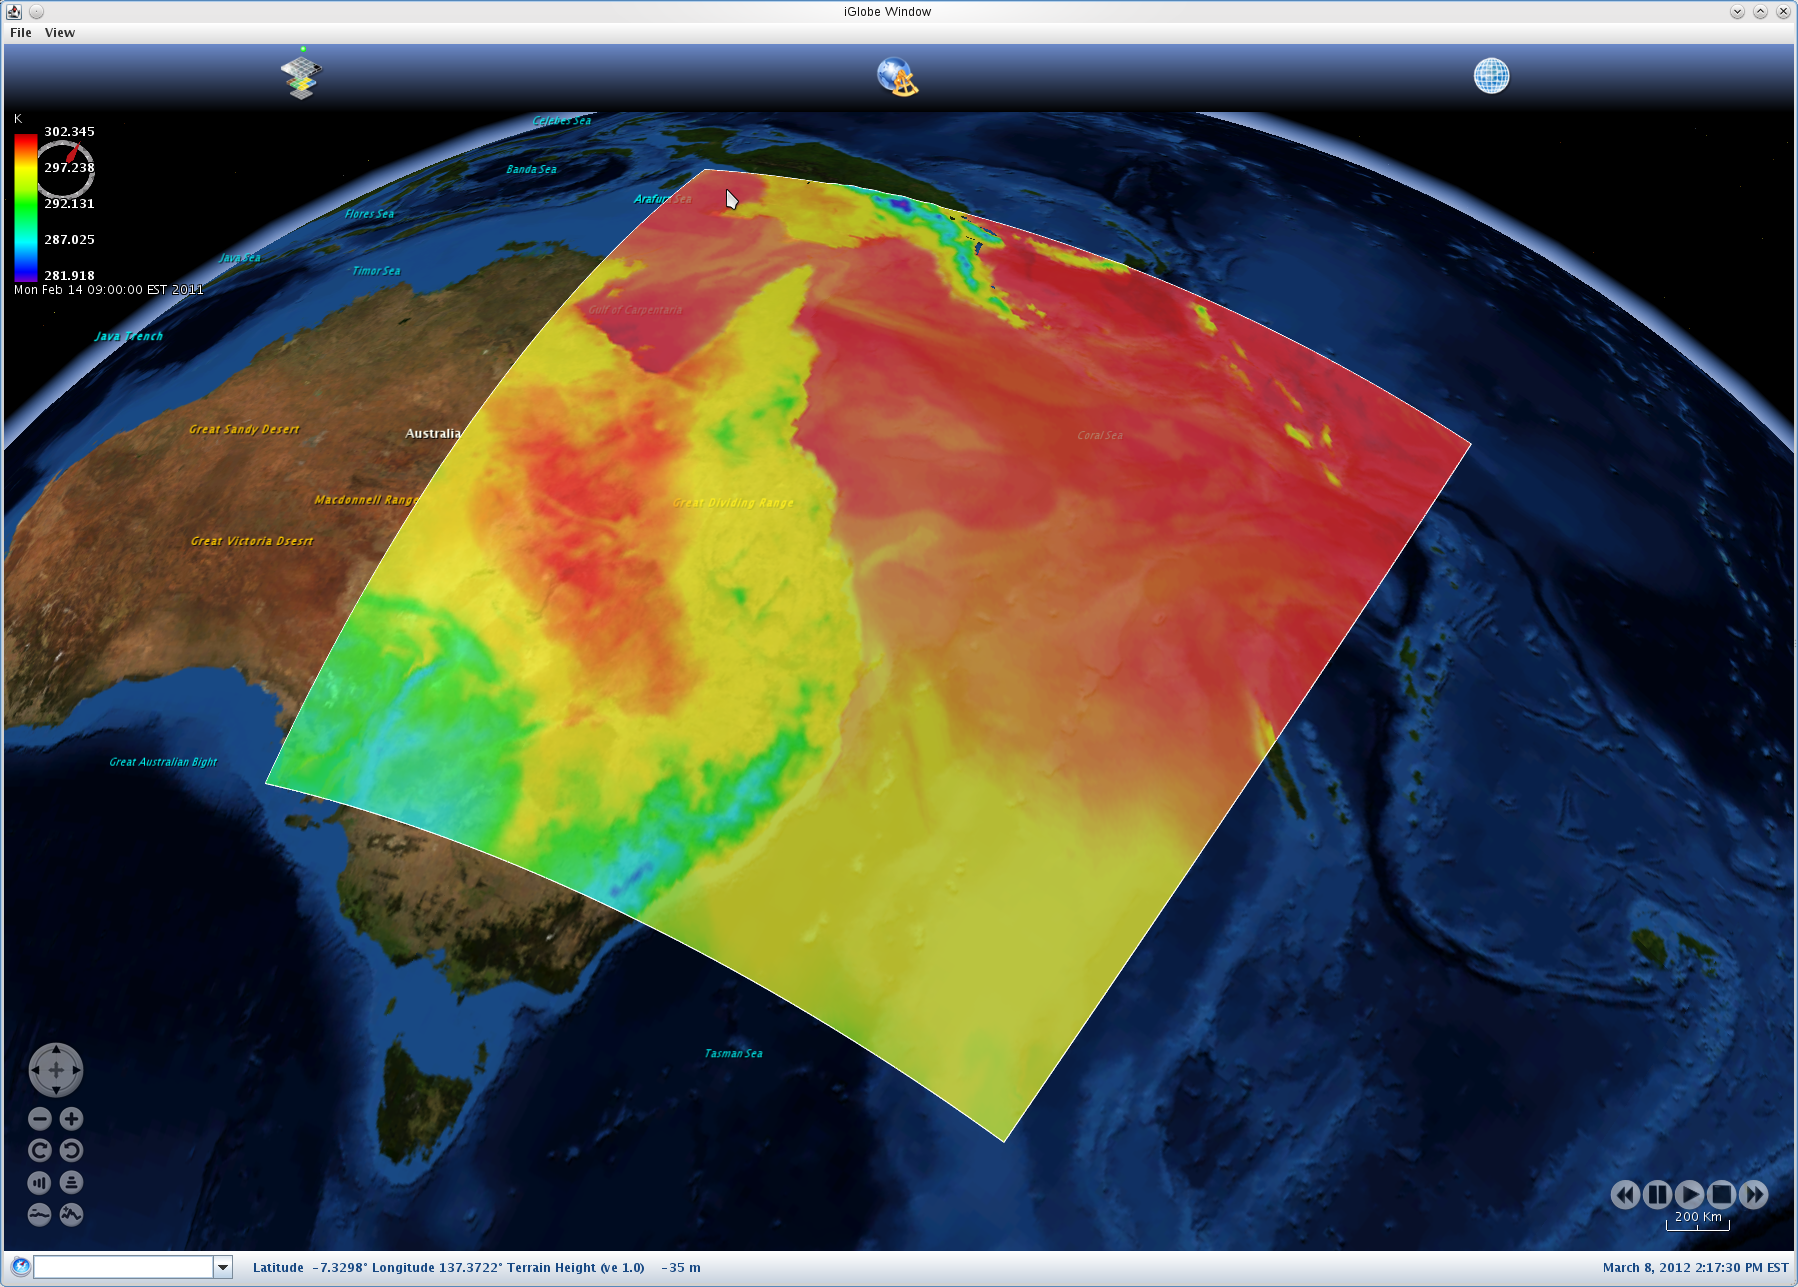 iGlobe Window
File View
K
302.345
297.238
292.131
287.025
281.918
Mon Feb 14 09:00:00 EST 2011
Celebes Sea
Banda Sea
Arafura Sea
Flores Sea
Java Sea
Timor Sea
Gulf of Carpentaria
Java Trench
Great Sandy Desert
Australia
Coral Sea
Macdonnell Range
Great Dividing Range
Great Victoria Dsesrt
Great Australian Bight
Tasman Sea
200 Km
Latitude -7.3298° Longitude 137.3722° Terrain Height (ve 1.0) -35 m
March 8, 2012 2:17:30 PM EST